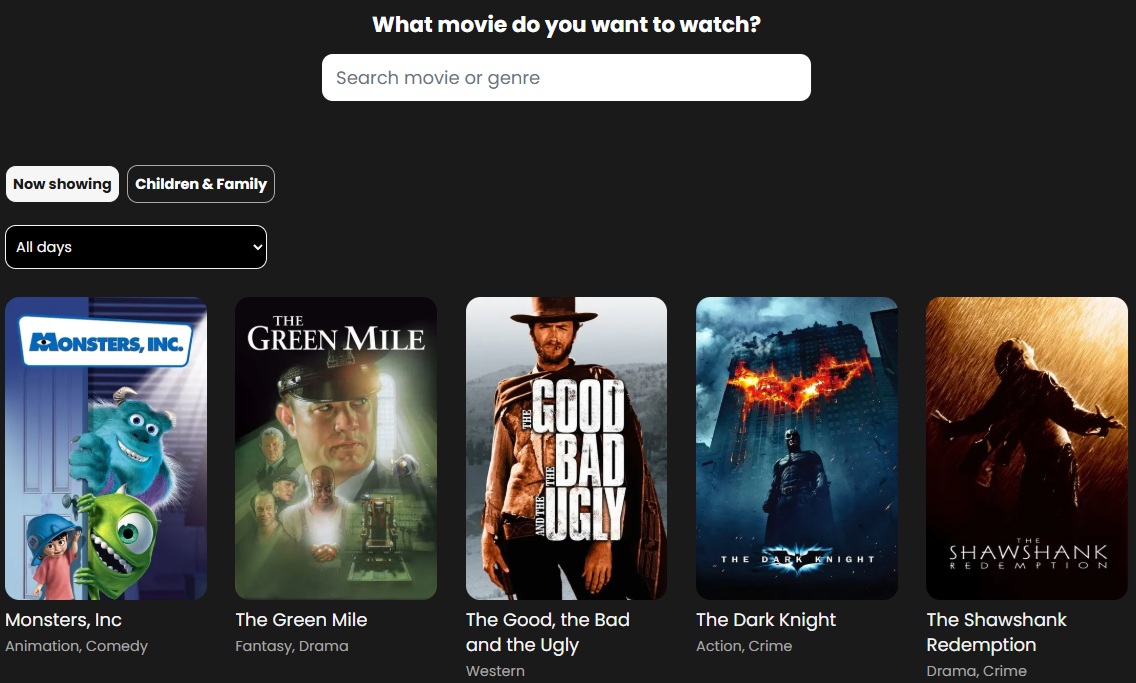 What movie do you want to watch?
Search movie or genre
Now showing
Children & Family
All days
MONSTERS, INC.
THE
GREEN MILE
THE GOOD
THE BAD
AND THE UGLY
THE DARK KNIGHT
THE
SHAWSHANK
REDEMPTION
Monsters, Inc
Animation, Comedy
The Green Mile
Fantasy, Drama
The Good, the Bad
and the Ugly
Western
The Dark Knight
Action, Crime
The Shawshank
Redemption
Drama, Crime